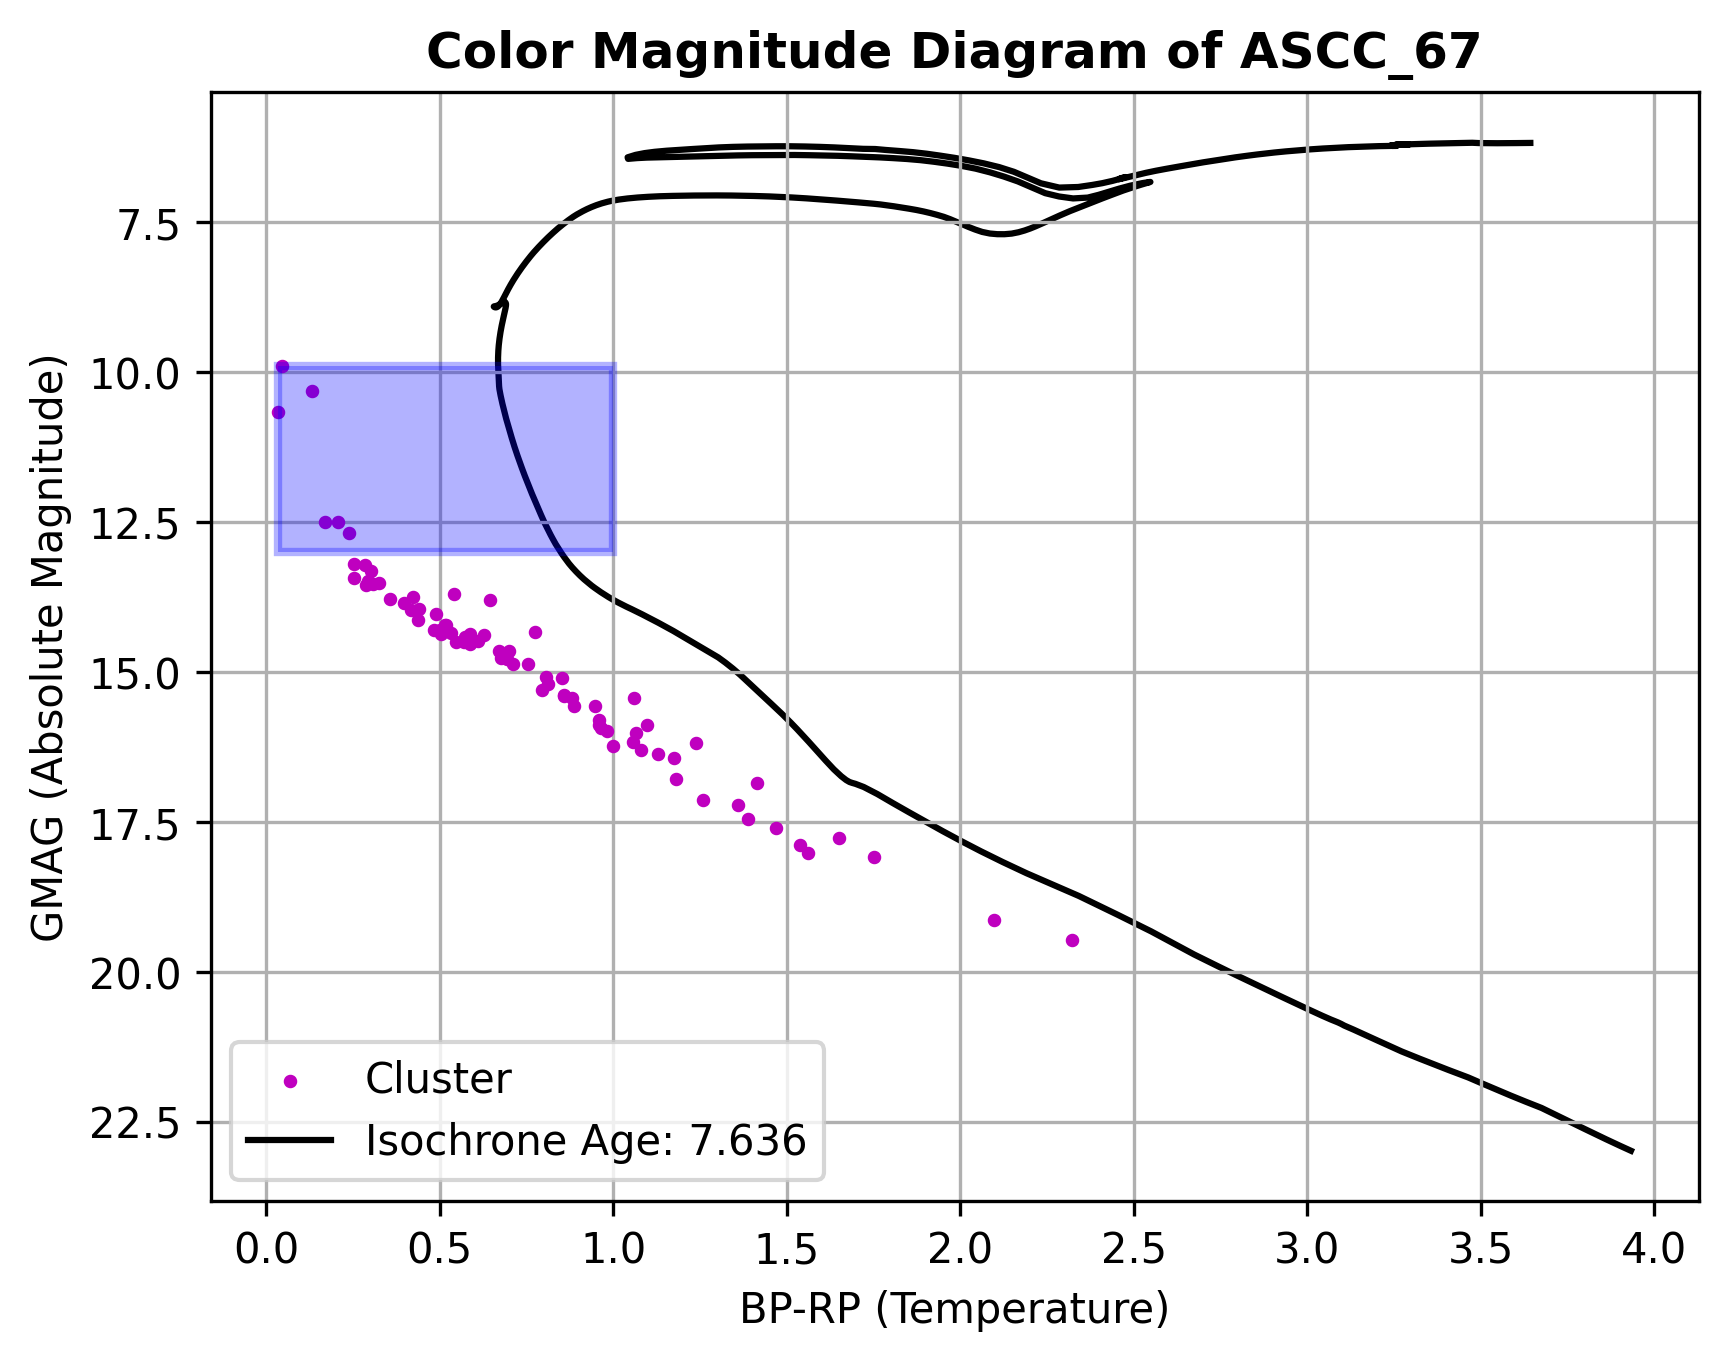 Color Magnitude Diagram of ASCC_67
GMAG (Absolute Magnitude)
7.5
10.0
12.5
15.0
17.5
20.0
22.5
Cluster
Isochrone Age: 7.636
0.0 0.5 1.0 1.5 2.0 2.5 3.0 3.5 4.0
BP-RP (Temperature)